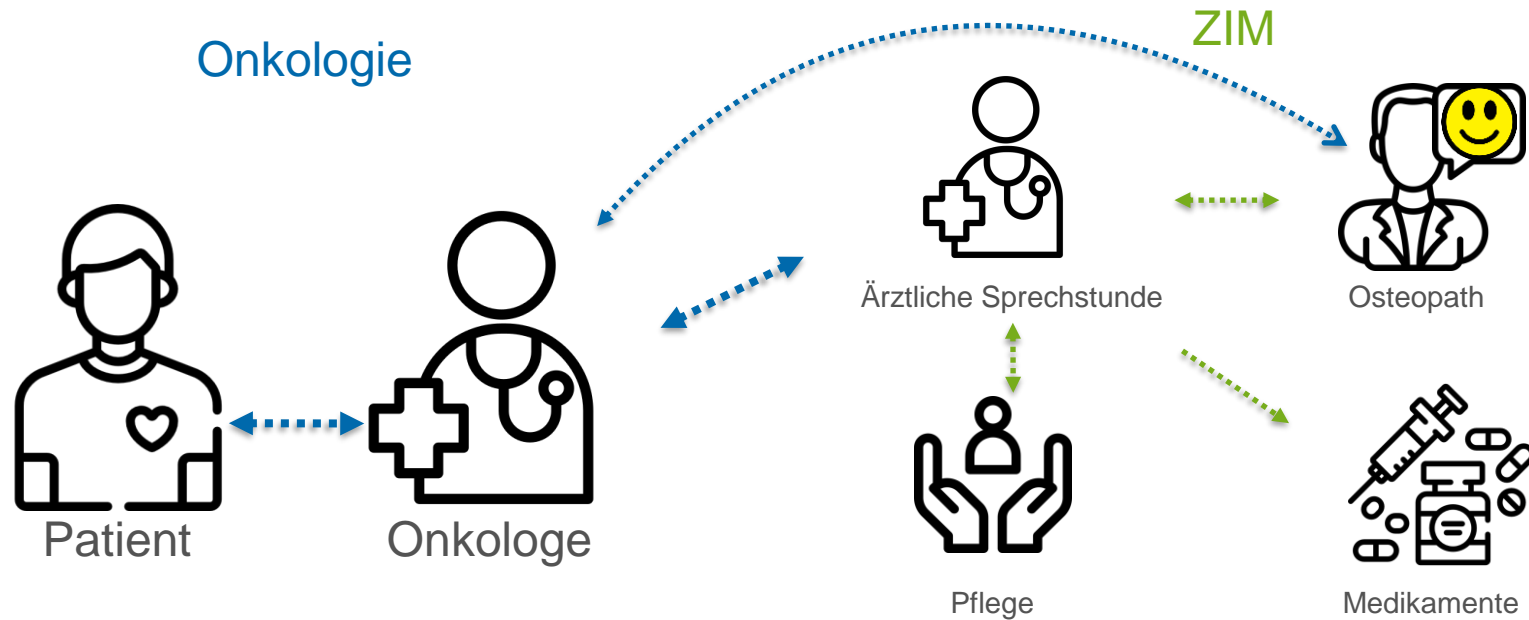 Onkologie
ZIM
Ärztliche Sprechstunde
Osteopath
Patient
Onkologe
Pflege
Medikamente